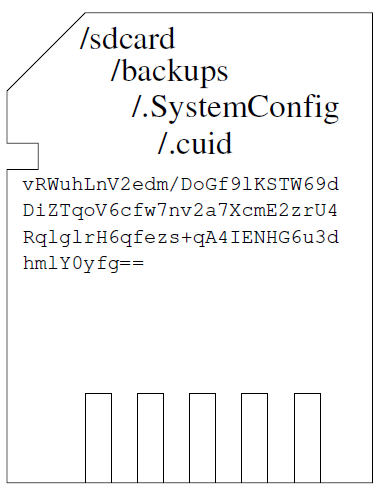 /sdcard
/backups
/.SystemConfig
/.cuid
vRWuhLnV2edm/DoGf9lKSTW69d
DiZTqoV6cfw7nv2a7XcmE2zrU4
RqlglrH6qfezs+qA4IENHG6u3d
hmlY0yfg==